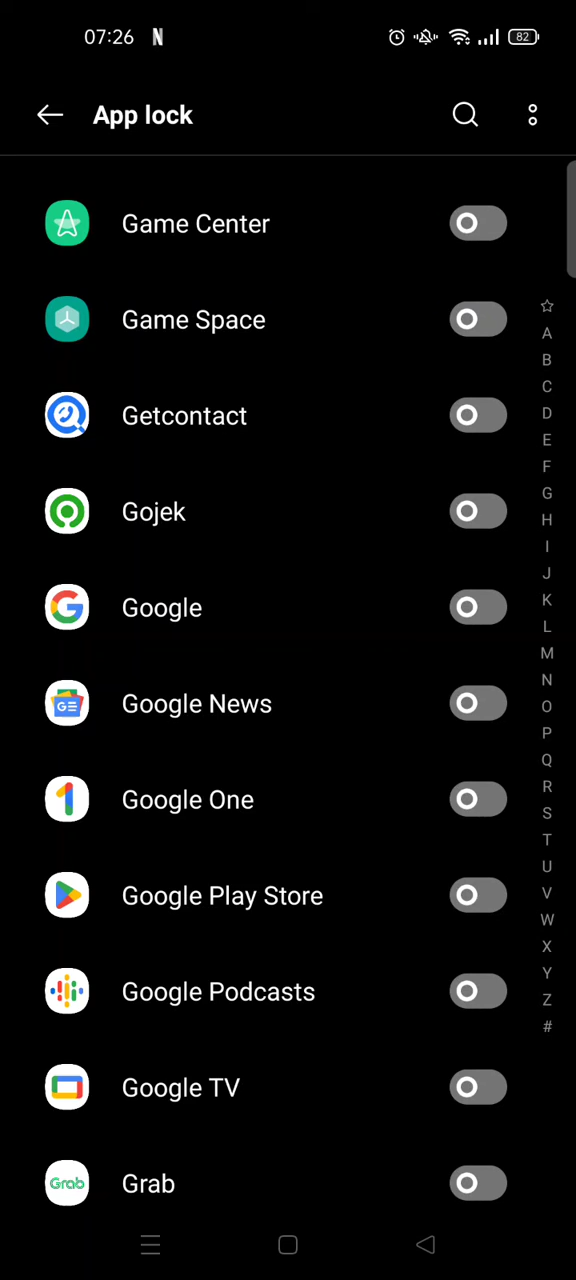 07:26 N 82
App lock
Game Center
Game Space
Getcontact
Gojek
Google
Google News
Google One
Google Play Store
Google Podcasts
Google TV
Grab Grab
A
B
C
D
E
F
G
H
I
J
K
L
M
N
O
P
Q
R
S
T
U
V
W
X
Y
Z
#